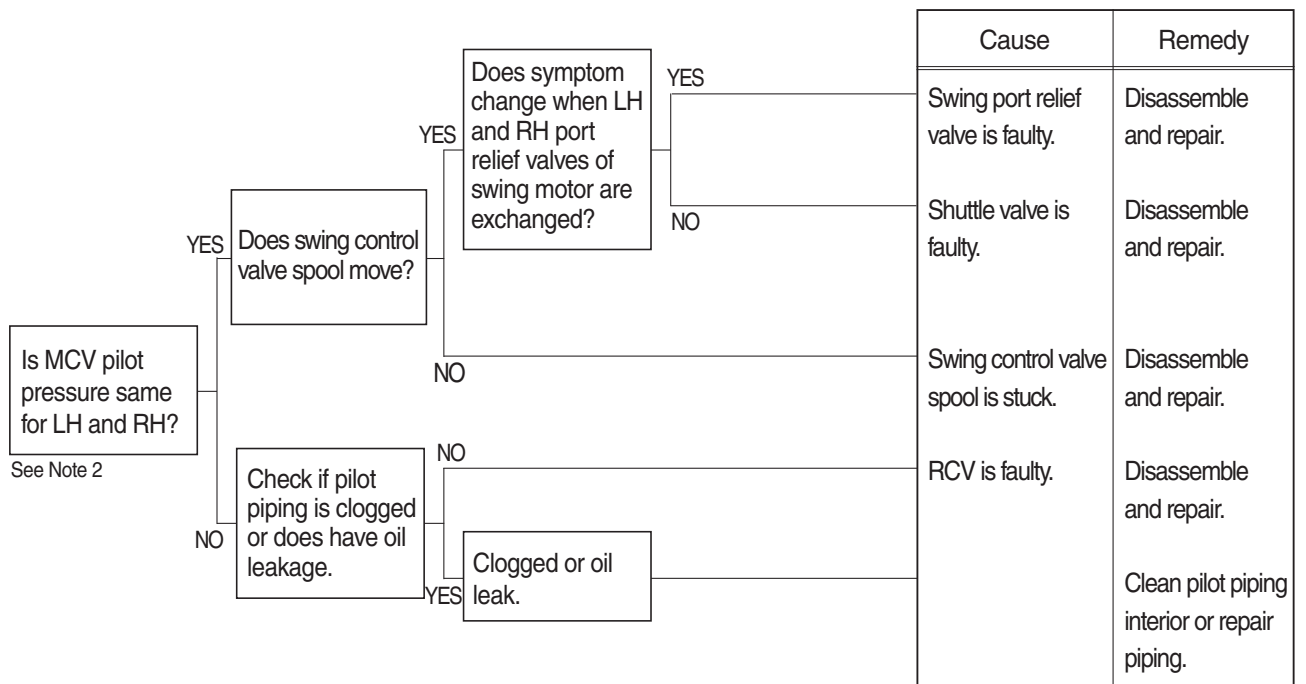 Is MCV pilot
pressure same
for LH and RH?
See Note 2
YES
Does swing control
valve spool move?
YES
Does symptom
change when LH
and RH port
relief valves of
swing motor are
exchanged?
YES
NO
NO
NO
Check if pilot
piping is clogged
or does have oil
leakage.
NO
YES
Clogged or oil
leak.
Cause
Remedy
Swing port relief
valve is faulty.
Disassemble
and repair.
Shuttle valve is
faulty.
Disassemble
and repair.
Swing control valve
spool is stuck.
Disassemble
and repair.
RCV is faulty.
Disassemble
and repair.
Clean pilot piping
interior or repair
piping.